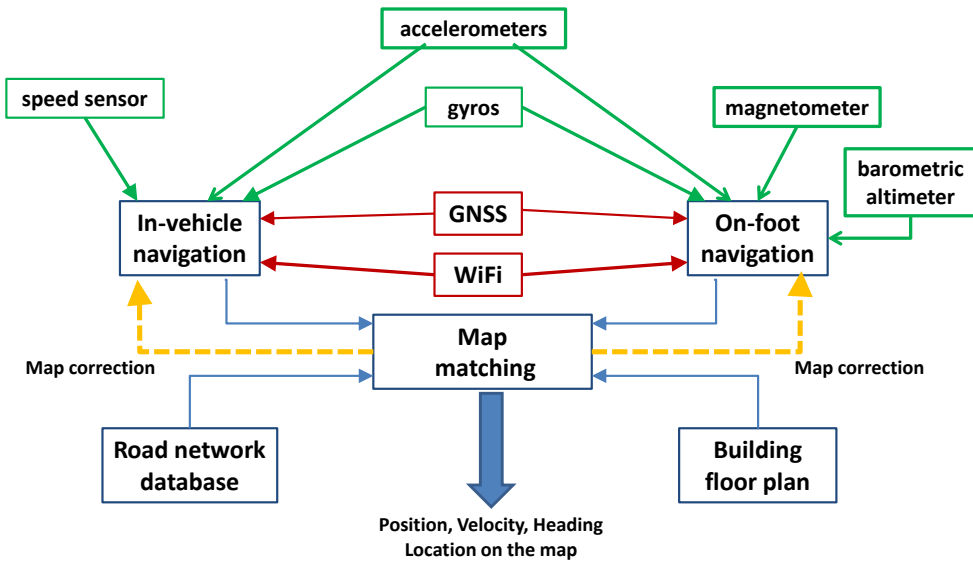 accelerometers
speed sensor
gyros
magnetometer
barometric
altimeter
In-vehicle
navigation
GNSS
On-foot
navigation
WiFi
Map
matching
Map correction
Map correction
Road network
database
Building
floor plan
Position, Velocity, Heading
Location on the map